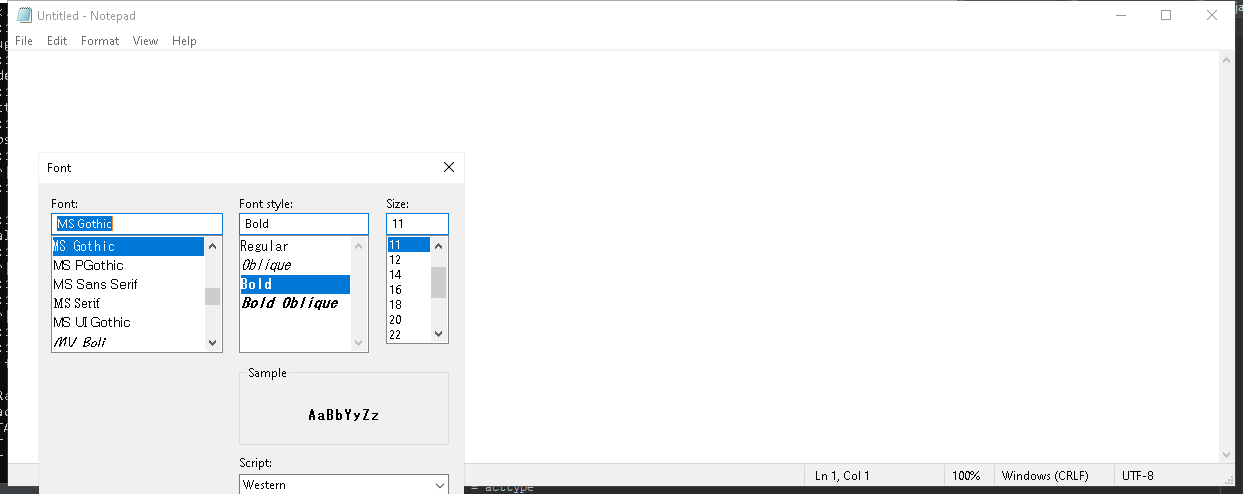 Untitled - Notepad
File Edit Format View Help
Font
Font: Font style: Size:
MS Gothic Bold 11
MS Gothic Regular 11
MS PGothic Oblique 12
MS Sans Serif Bold 14
MS Serif Bold Oblique 16
MS UI Gothic 18
MV Boli 20
22
Sample
AaBbYyZz
Script:
Western
Ln 1, Col 1 100% Windows (CRLF) UTF-8
= acctype